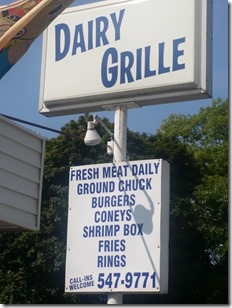 DAIRY
GRILLE
FRESH MEAT DAILY
GROUND CHUCK
BURGERS
CONEYS
SHRIMP BOX
FRIES
RINGS
CALL-INS
WELCOME 547-9771